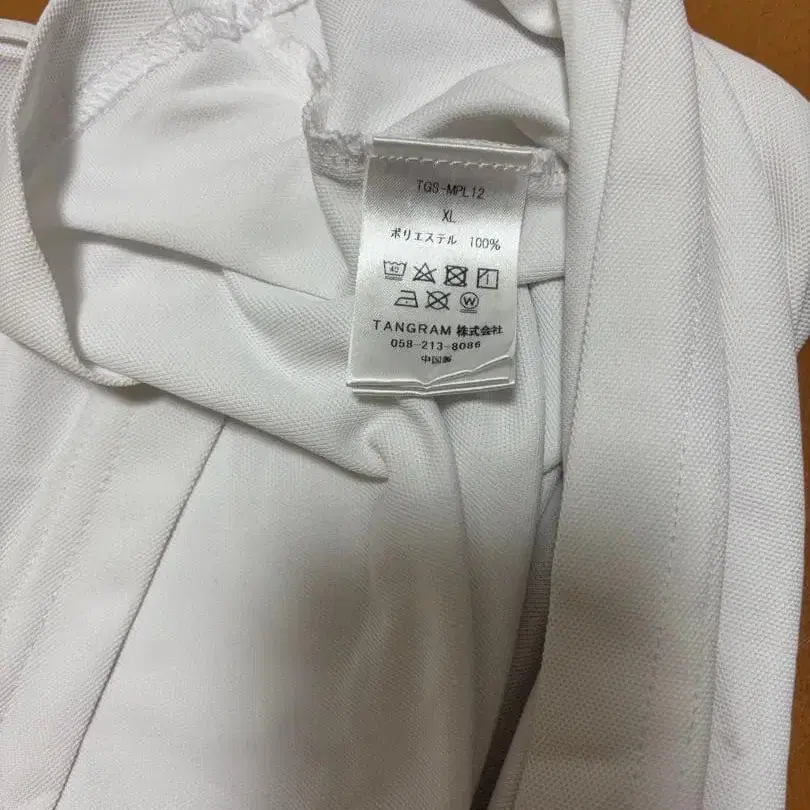 TGS-MPL12
XL
ポリエステル 100%
40
W
TANGRAM 株式会社
058-213-8086
中国製